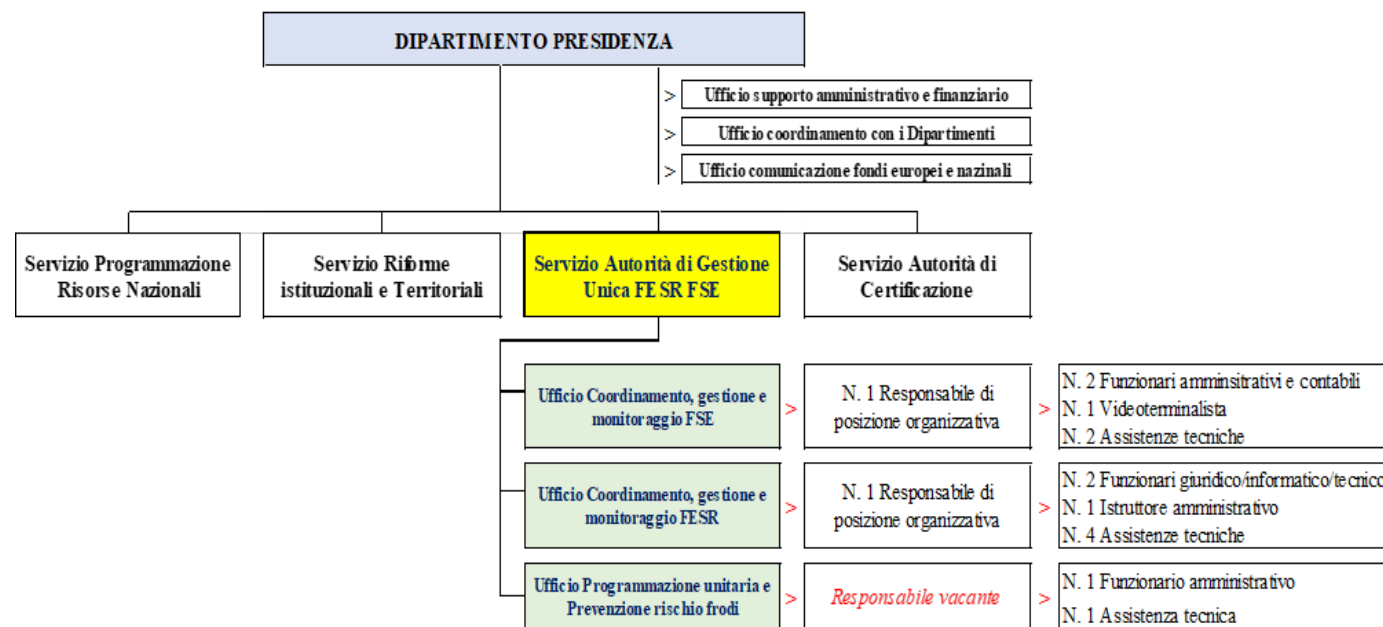 DIPARTIMENTO PRESIDENZA
> Ufficio supporto amministrativo e finanziario
> Ufficio coordinamento con i Dipartimenti
> Ufficio comunicazione fondi europei e nazinali
Servizio Programmazione
Risorse Nazionali
Servizio Riforme
istituzionali e Territoriali
Servizio Autorità di Gestione
Unica FESR FSE
Servizio Autorità di
Certificazione
Ufficio Coordinamento, gestione e
monitoraggio FSE
>
N. 1 Responsabile di
posizione organizzativa
>
N. 2 Funzionari amminsitrativi e contabili
N. 1 Videoterminalista
N. 2 Assistenze tecniche
Ufficio Coordinamento, gestione e
monitoraggio FESR
>
N. 1 Responsabile di
posizione organizzativa
>
N. 2 Funzionari giuridico/informatico/tecnico
N. 1 Istruttore amministrativo
N. 4 Assistenze tecniche
Ufficio Programmazione unitaria e
Prevenzione rischio frodi
>
Responsabile vacante
>
N. 1 Funzionario amministrativo
N. 1 Assistenza tecnica